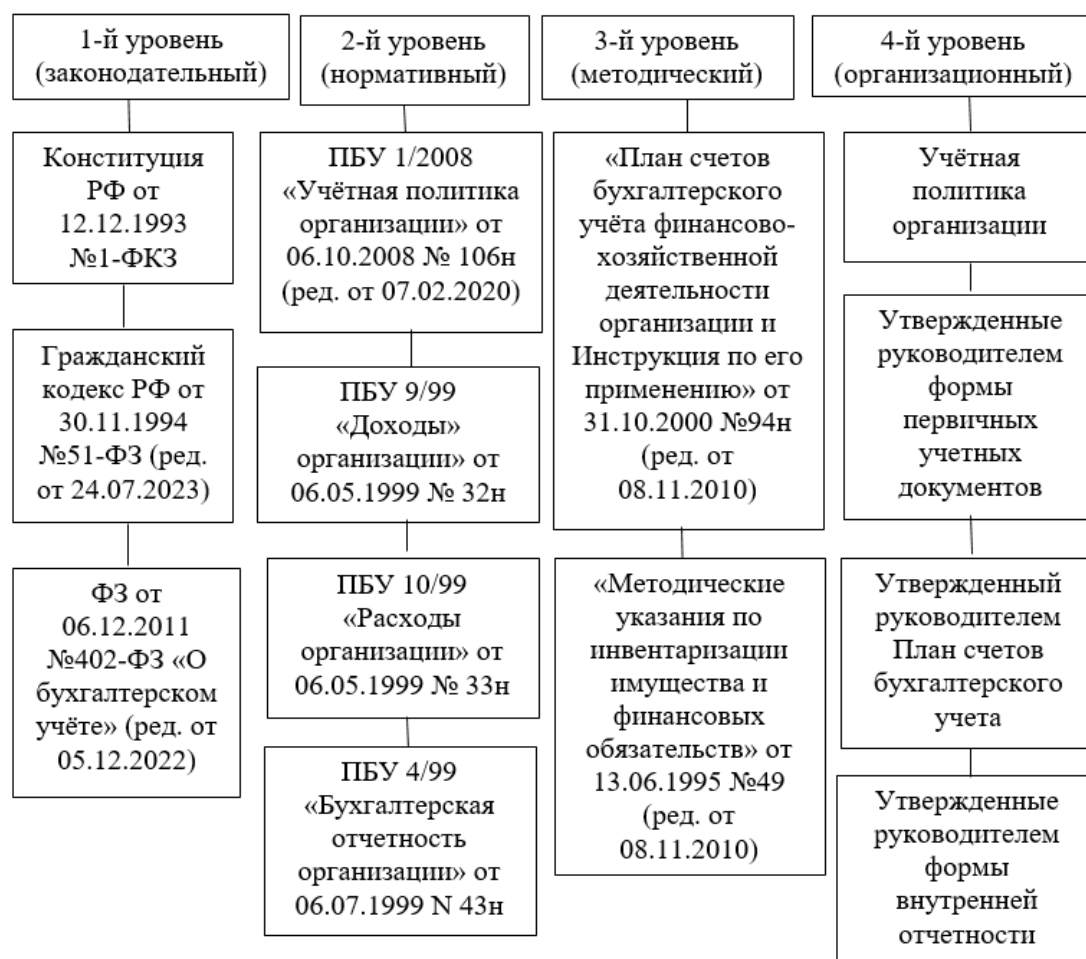 1-й уровень
(законодательный)
2-й уровень
(нормативный)
3-й уровень
(методический)
4-й уровень
(организационный)
Конституция
РФ от
12.12.1993
№1-ФКЗ
Гражданский
кодекс РФ от
30.11.1994
№51-ФЗ (ред.
от 24.07.2023)
ФЗ от
06.12.2011
№402-ФЗ «О
бухгалтерском
учёте» (ред. от
05.12.2022)
ПБУ 1/2008
«Учётная политика
организации» от
06.10.2008 № 106н
(ред. от 07.02.2020)
ПБУ 9/99
«Доходы»
организации» от
06.05.1999 № 32н
ПБУ 10/99
«Расходы
организации» от
06.05.1999 № 33н
ПБУ 4/99
«Бухгалтерская
отчетность
организации» от
06.07.1999 N 43н
«План счетов
бухгалтерского
учёта финансово-
хозяйственной
деятельности
организации и
Инструкция по его
применению» от
31.10.2000 №94н
(ред. от
08.11.2010)
«Методические
указания по
инвентаризации
имущества и
финансовых
обязательств» от
13.06.1995 №49
(ред. от
08.11.2010)
Учётная
политика
организации
Утвержденные
руководителем
формы
первичных
учетных
документов
Утвержденный
руководителем
План счетов
бухгалтерского
учета
Утвержденные
руководителем
формы
внутренней
отчетности